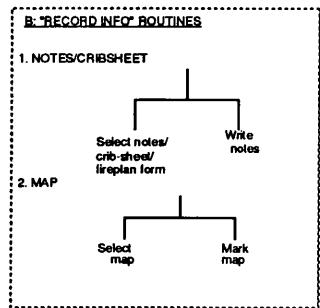 B: "RECORD INFO" ROUTINES
1. NOTES/CRIBSHEET
Select notes/
crib-sheet/
fireplan form
Write
notes
2. MAP
Select
map
Mark
map